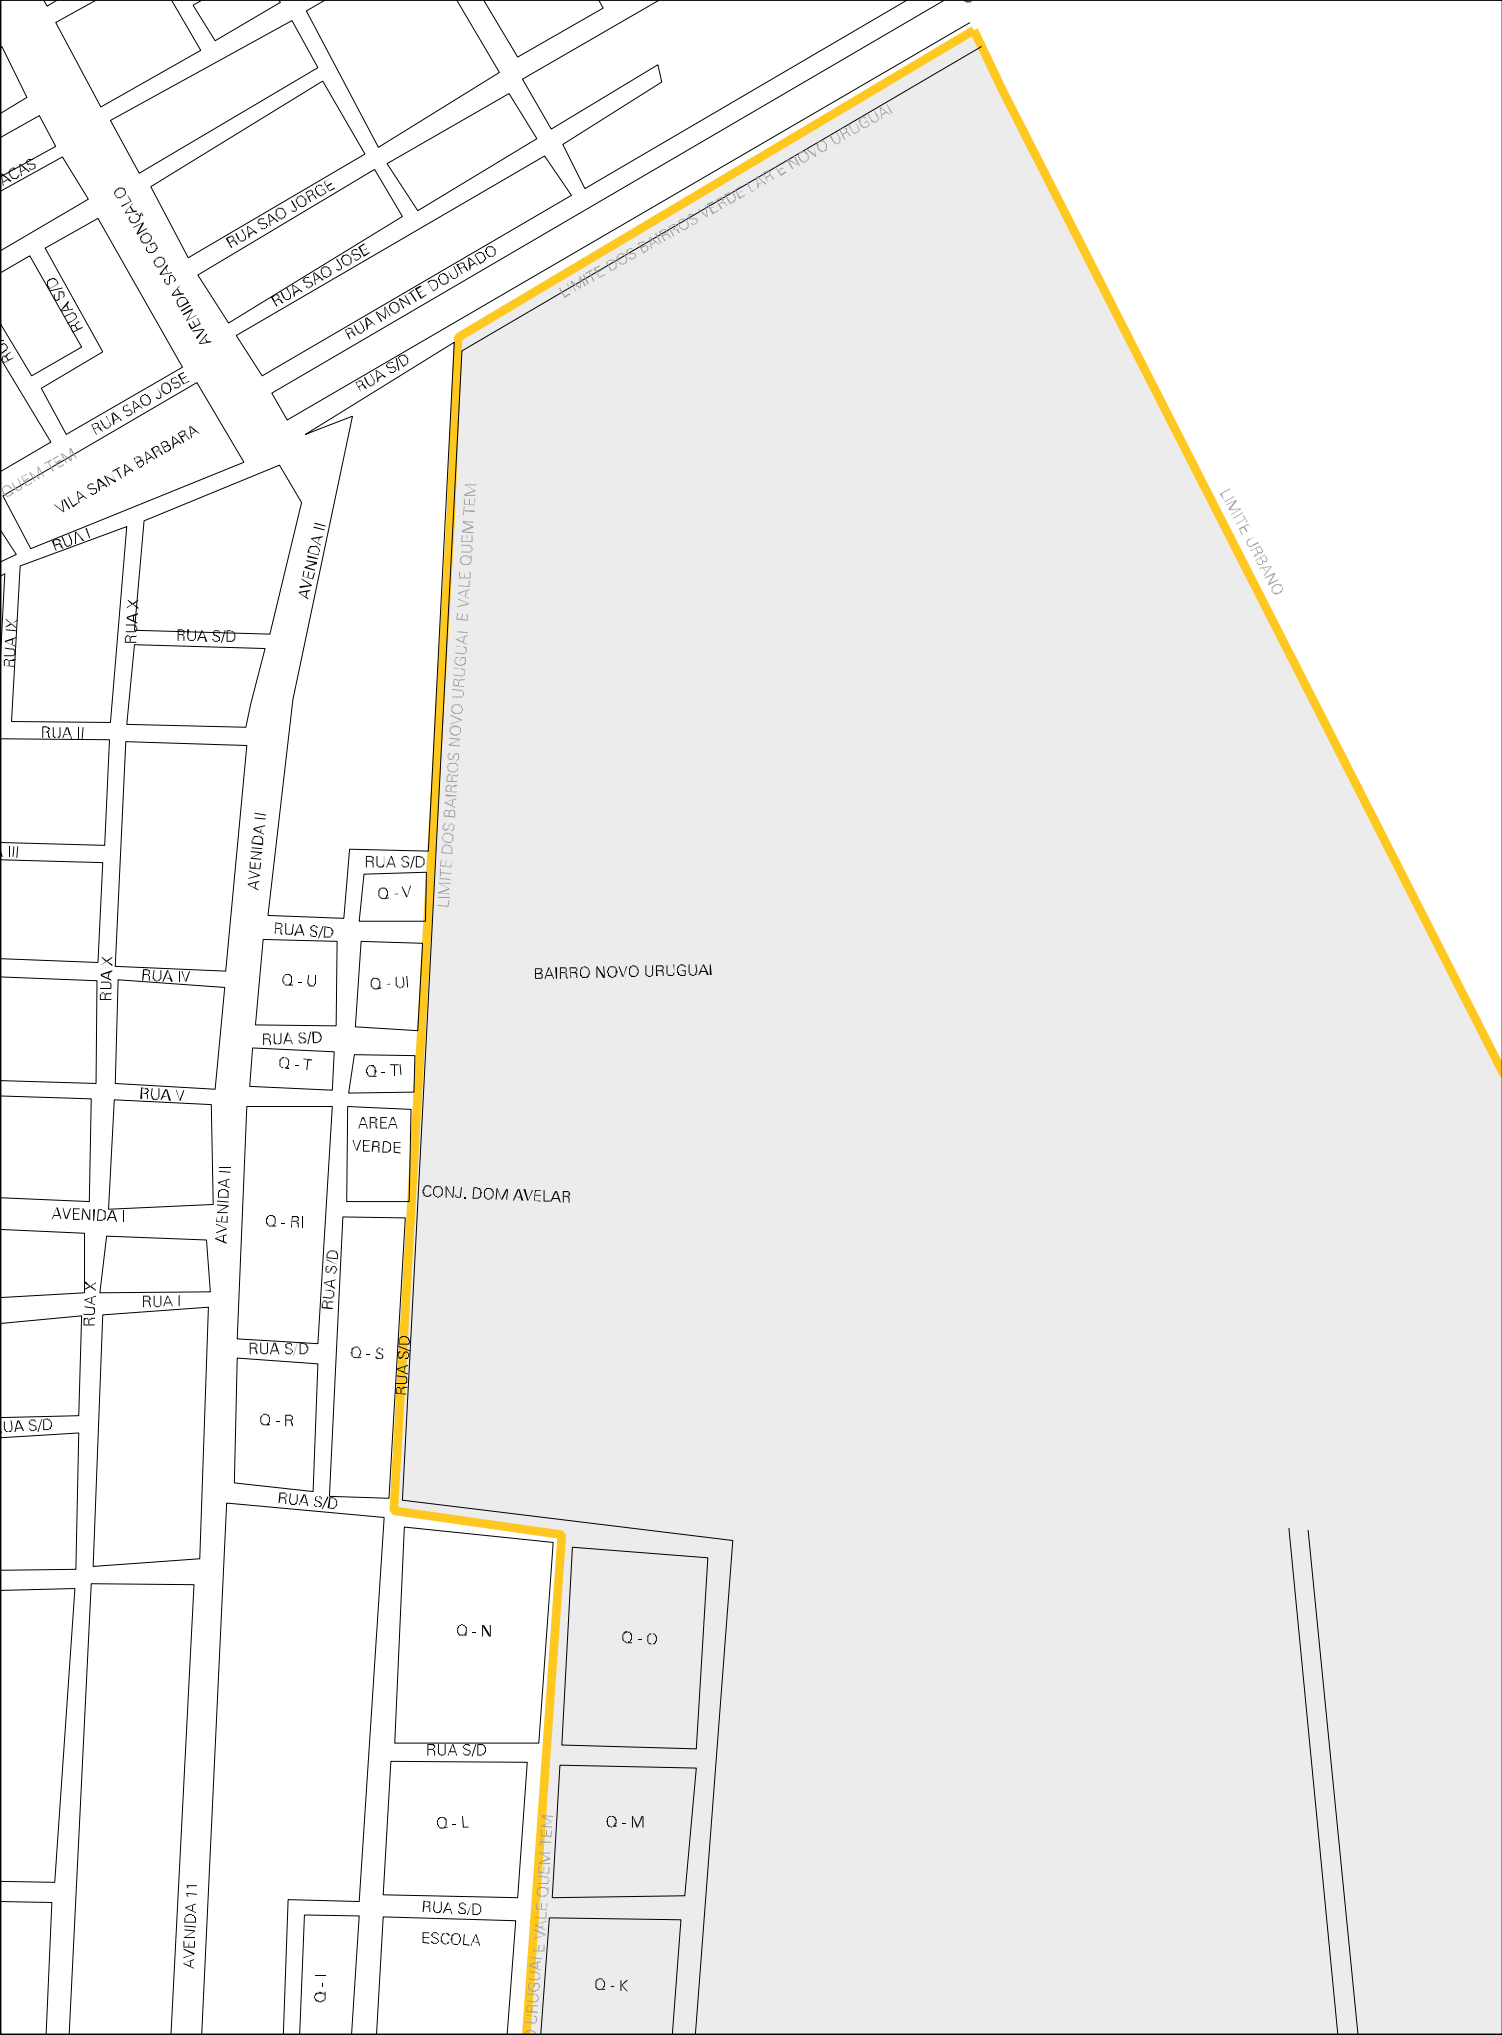 LIMITE DOS BAIRROS VERDE LAR E NOVO URUGUAI
ACAS
AVENIDA SAO GONÇALO
RUA SAO JORGE
RUA SAO JOSE
RUA MONTE DOURADO
RUA S/D
RUA S/D
RUA SAO JOSE
VILA SANTA BARBARA
QUEM TEM
RUA I
AVENIDA II
LIMITE DOS BAIRROS NOVO URUGUAI E VALE QUEM TEM
LIMITE URBANO
RUA IX
RUA X
RUA S/D
RUA II
AVENIDA II
III
RUA S/D
Q - V
RUA S/D
RUA X
RUA IV
Q - U
Q - UI
BAIRRO NOVO URUGUAI
RUA S/D
Q - T
Q - TI
RUA V
AREA
VERDE
AVENIDA II
CONJ. DOM AVELAR
AVENIDA I
Q - RI
RUA S/D
RUA X
RUA I
RUA S/D
Q - S
RUA S/D
Q - R
UA S/D
RUA S/D
Q - N
Q - O
RUA S/D
Q - L
Q - M
O URUGUAI E VALE QUEM TEM
AVENIDA 11
RUA S/D
ESCOLA
Q - I
Q - K